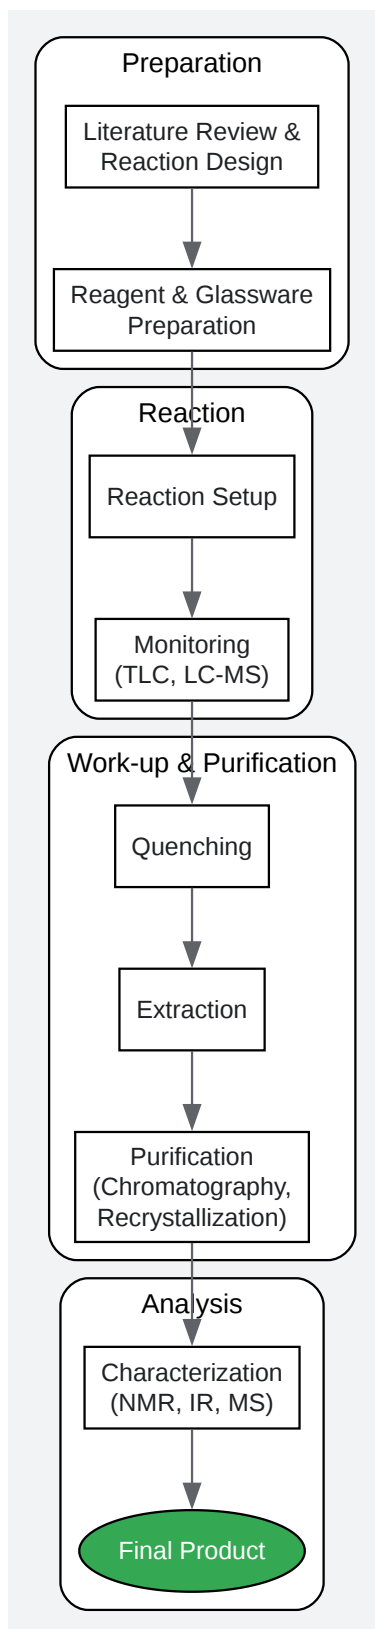 Preparation
Literature Review &
Reaction Design
Reagent & Glassware
Preparation
Reaction
Reaction Setup
Monitoring
(TLC, LC-MS)
Work-up & Purification
Quenching
Extraction
Purification
(Chromatography,
Recrystallization)
Analysis
Characterization
(NMR, IR, MS)
Final Product